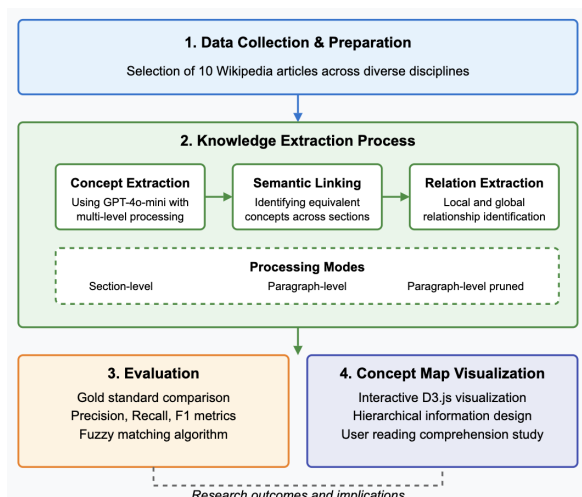 1. Data Collection & Preparation
Selection of 10 Wikipedia articles across diverse disciplines
2. Knowledge Extraction Process
Concept Extraction
Using GPT-4o-mini with
multi-level processing
Semantic Linking
Identifying equivalent
concepts across sections
Relation Extraction
Local and global
relationship identification
Processing Modes
Section-level
Paragraph-level
Paragraph-level pruned
3. Evaluation
Gold standard comparison
Precision, Recall, F1 metrics
Fuzzy matching algorithm
4. Concept Map Visualization
Interactive D3.js visualization
Hierarchical information design
User reading comprehension study
Research outcomes and implications